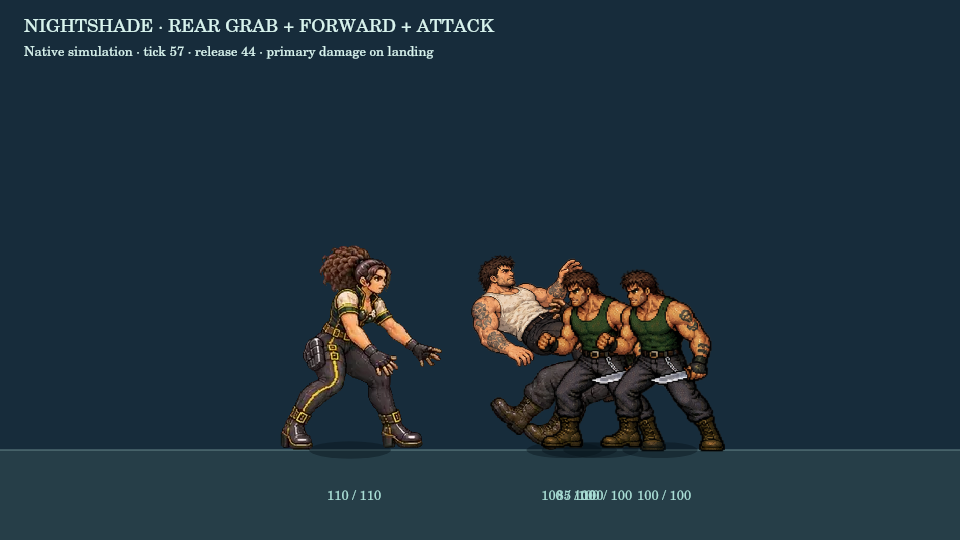 NIGHTSHADE · REAR GRAB + FORWARD + ATTACK
Native simulation · tick 57 · release 44 · primary damage on landing
110 / 110
/ 100
100 / 100